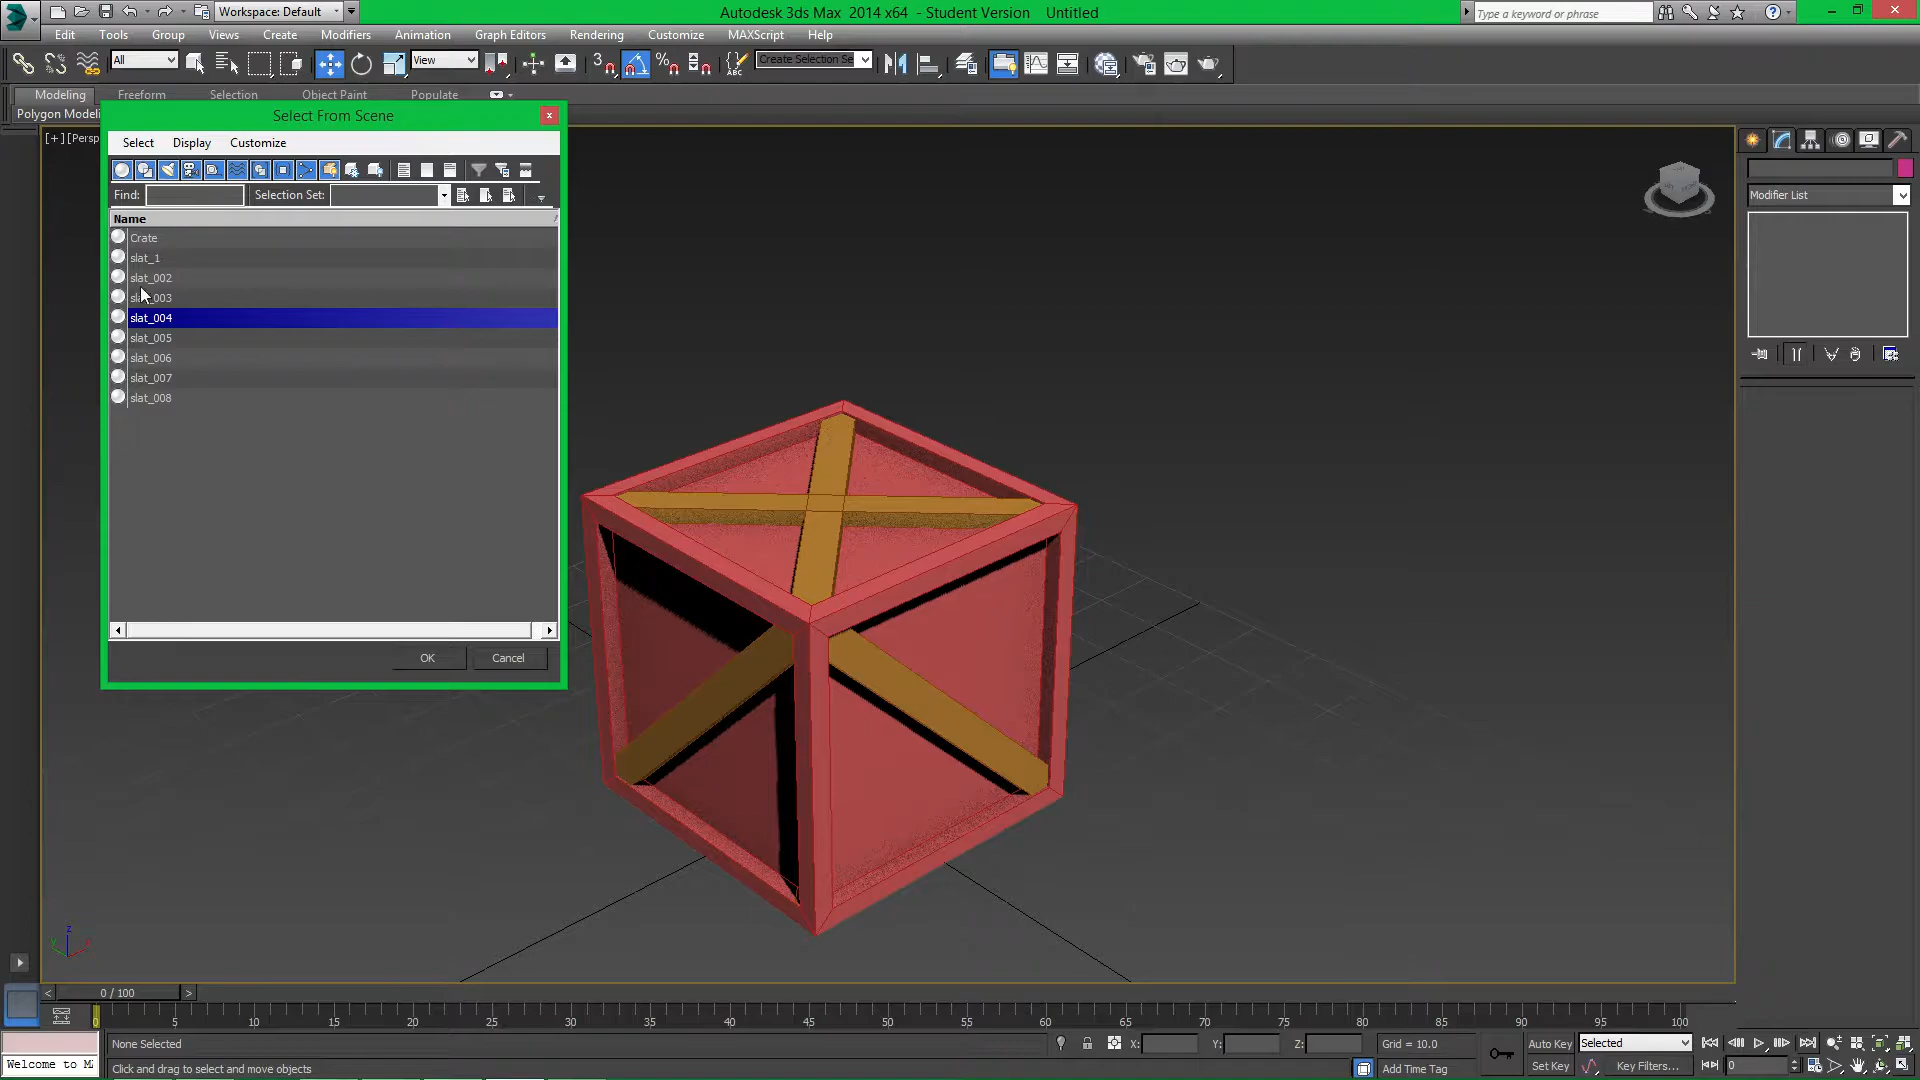 Workspace: Default
Autodesk 3ds Max 2014 x64 - Student Version Untitled
Type a keyword or phrase
Edit Tools Group Views Create Modifiers Animation Graph Editors Rendering Customize MAXScript Help
All
View
3
Create Selection Se
Modeling Freeform Selection Object Paint Populate
Polygon Modeli
[+][Persp
Select From Scene
Select Display Customize
Find:
Selection Set:
Name
Crate
slat_1
slat_002
slat_003
slat_004
slat_005
slat_006
slat_007
slat_008
OK
Cancel
Modifier List
0 / 100
0 5 10 15 20 25 30 35 40 45 50 55 60 65 70 75 80 85 90 95 100
None Selected
X: Y: Z:
Grid = 10.0
Auto Key
Selected
Welcome to M
Click and drag to select and move objects
Add Time Tag
Set Key
Key Filters...
0